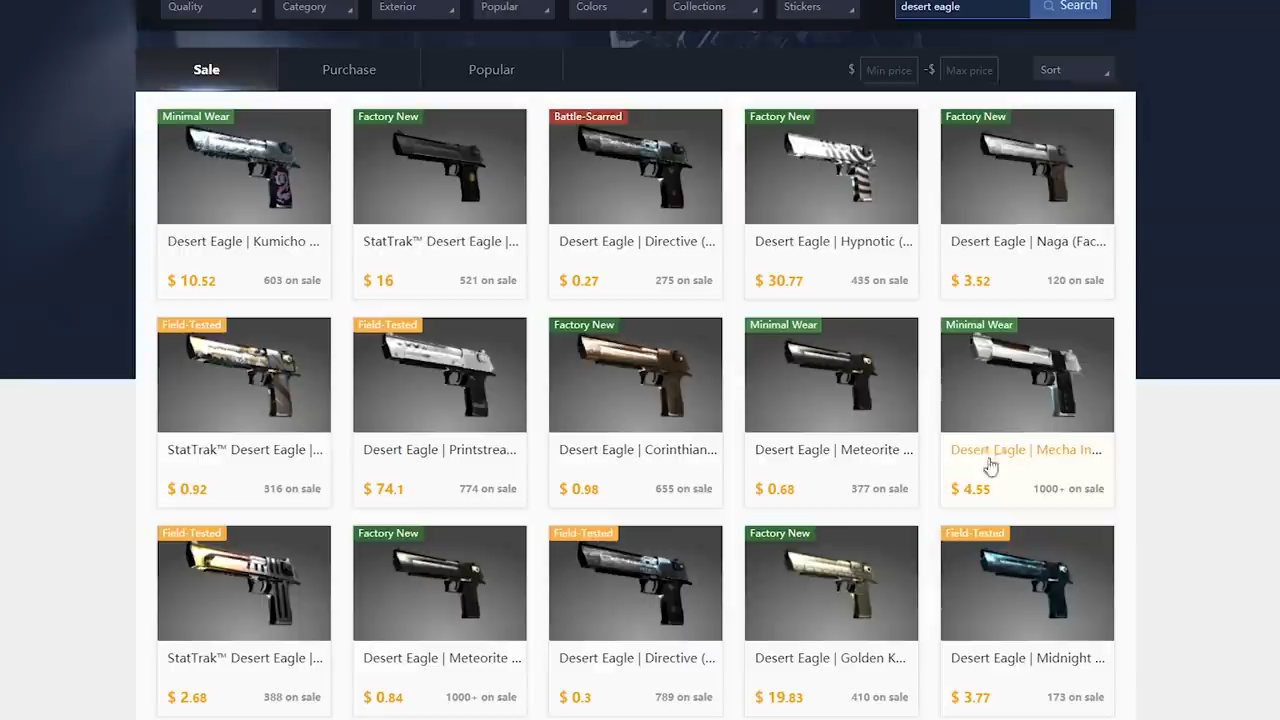 Quality Category Exterior Popular Colors Collections Stickers desert eagle Search
Sale Purchase Popular $ Min price -$ Max price Sort
Minimal Wear Factory New Battle-Scarred Factory New Factory New
Desert Eagle | Kumicho ... StatTrak™ Desert Eagle |... Desert Eagle | Directive (... Desert Eagle | Hypnotic (... Desert Eagle | Naga (Fac...
$ 10.52 603 on sale $ 16 521 on sale $ 0.27 275 on sale $ 30.77 435 on sale $ 3.52 120 on sale
Field-Tested Field-Tested Factory New Minimal Wear Minimal Wear
StatTrak™ Desert Eagle |... Desert Eagle | Printstrea... Desert Eagle | Corinthian... Desert Eagle | Meteorite ... Desert Eagle | Mecha In...
$ 0.92 316 on sale $ 74.1 774 on sale $ 0.98 655 on sale $ 0.68 377 on sale $ 4.55 1000+ on sale
Field-Tested Factory New Field-Tested Factory New Field-Tested
StatTrak™ Desert Eagle |... Desert Eagle | Meteorite ... Desert Eagle | Directive (... Desert Eagle | Golden K... Desert Eagle | Midnight ...
$ 2.68 388 on sale $ 0.84 1000+ on sale $ 0.3 789 on sale $ 19.83 410 on sale $ 3.77 173 on sale